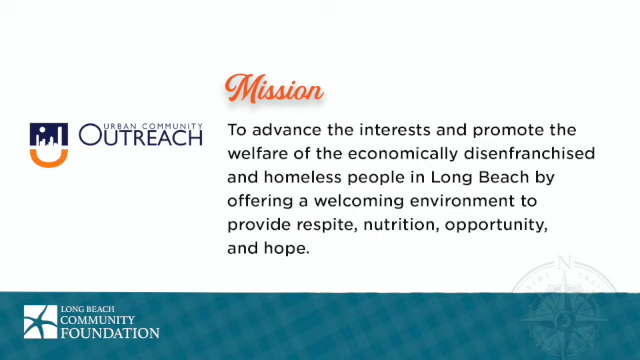 Mission
URBAN COMMUNITY
OUTREACH
To advance the interests and promote the
welfare of the economically disenfranchised
and homeless people in Long Beach by
offering a welcoming environment to
provide respite, nutrition, opportunity,
and hope.
N
LONG BEACH
COMMUNITY
FOUNDATION